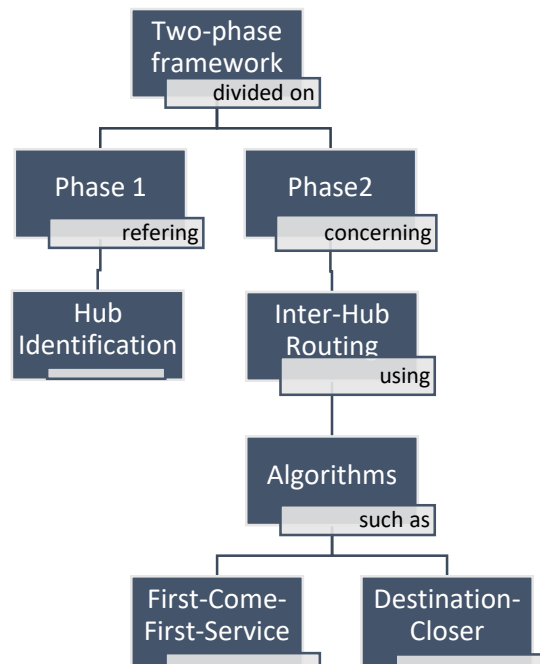 Two-phase
framework
divided on
Phase 1
refering
Phase2
concerning
Hub
Identification
Inter-Hub
Routing
using
Algorithms
such as
First-Come-
First-Service
Destination-
Closer